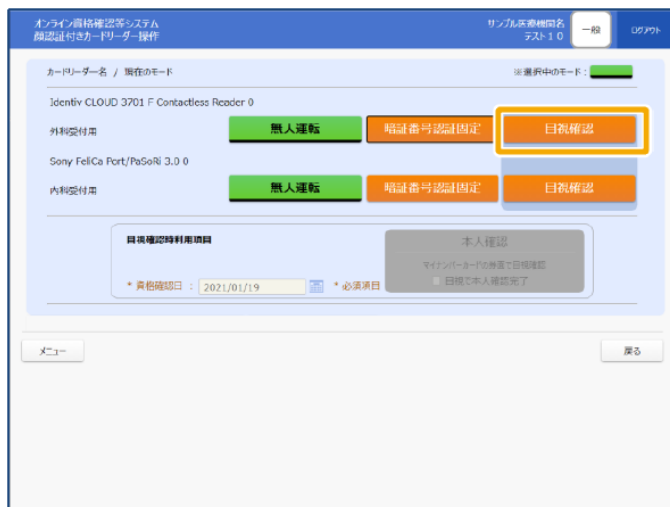 オンライン資格確認等システム
顔認証付きカードリーダー操作
サンプル医療機関名
テスト10
一般
ログアウト
カードリーダー名 / 現在のモード
※選択中のモード：
Identiv CLOUD 3701 F Contactless Reader 0
外科受付用
無人運転
暗証番号認証固定
目視確認
Sony FeliCa Port/PaSoRi 3.0 0
内科受付用
無人運転
暗証番号認証固定
目視確認
目視確認時利用項目
本人確認
マイナンバーカードの券面で目視確認
目視で本人確認完了
* 資格確認日 ： 2021/01/19
* 必須項目
メニュー
戻る